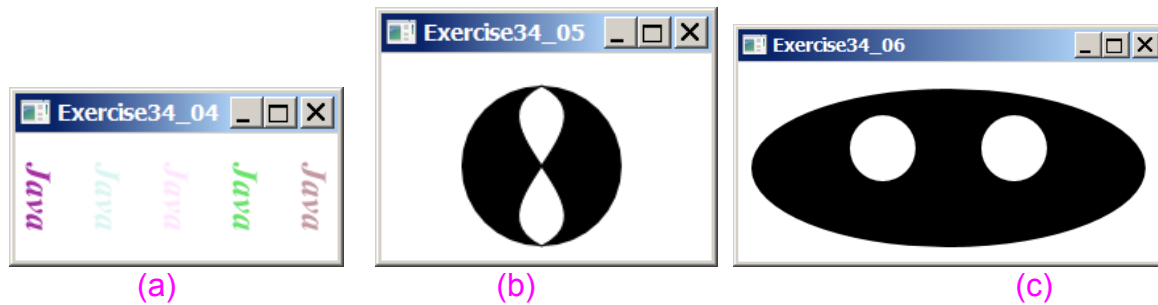 Exercise34_04
Java Java Java Java Java
(a)
Exercise34_05
(b)
Exercise34_06
(c)